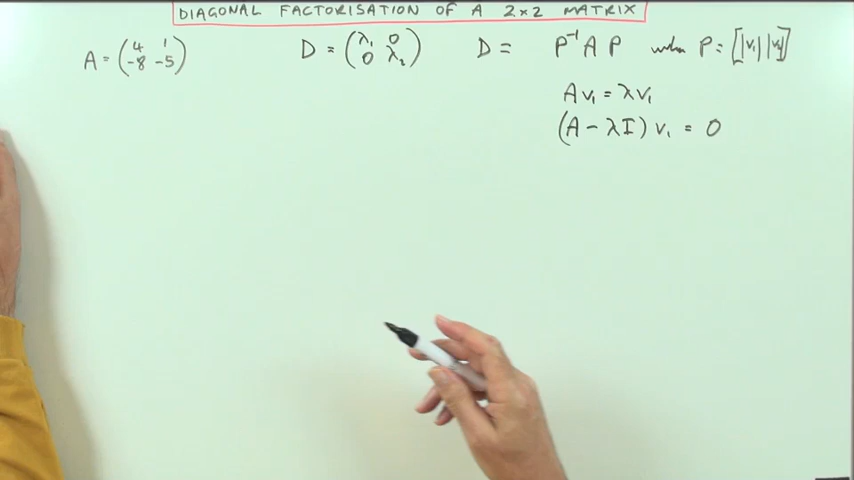 DIAGONAL FACTORISATION OF A 2×2 MATRIX
A = (4 1 -8 -5) D = (λ₁ 0 0 λ₂) D = P⁻¹ A P when P = [|v₁| |v₂|]
A v₁ = λ v₁
(A - λI) v₁ = 0